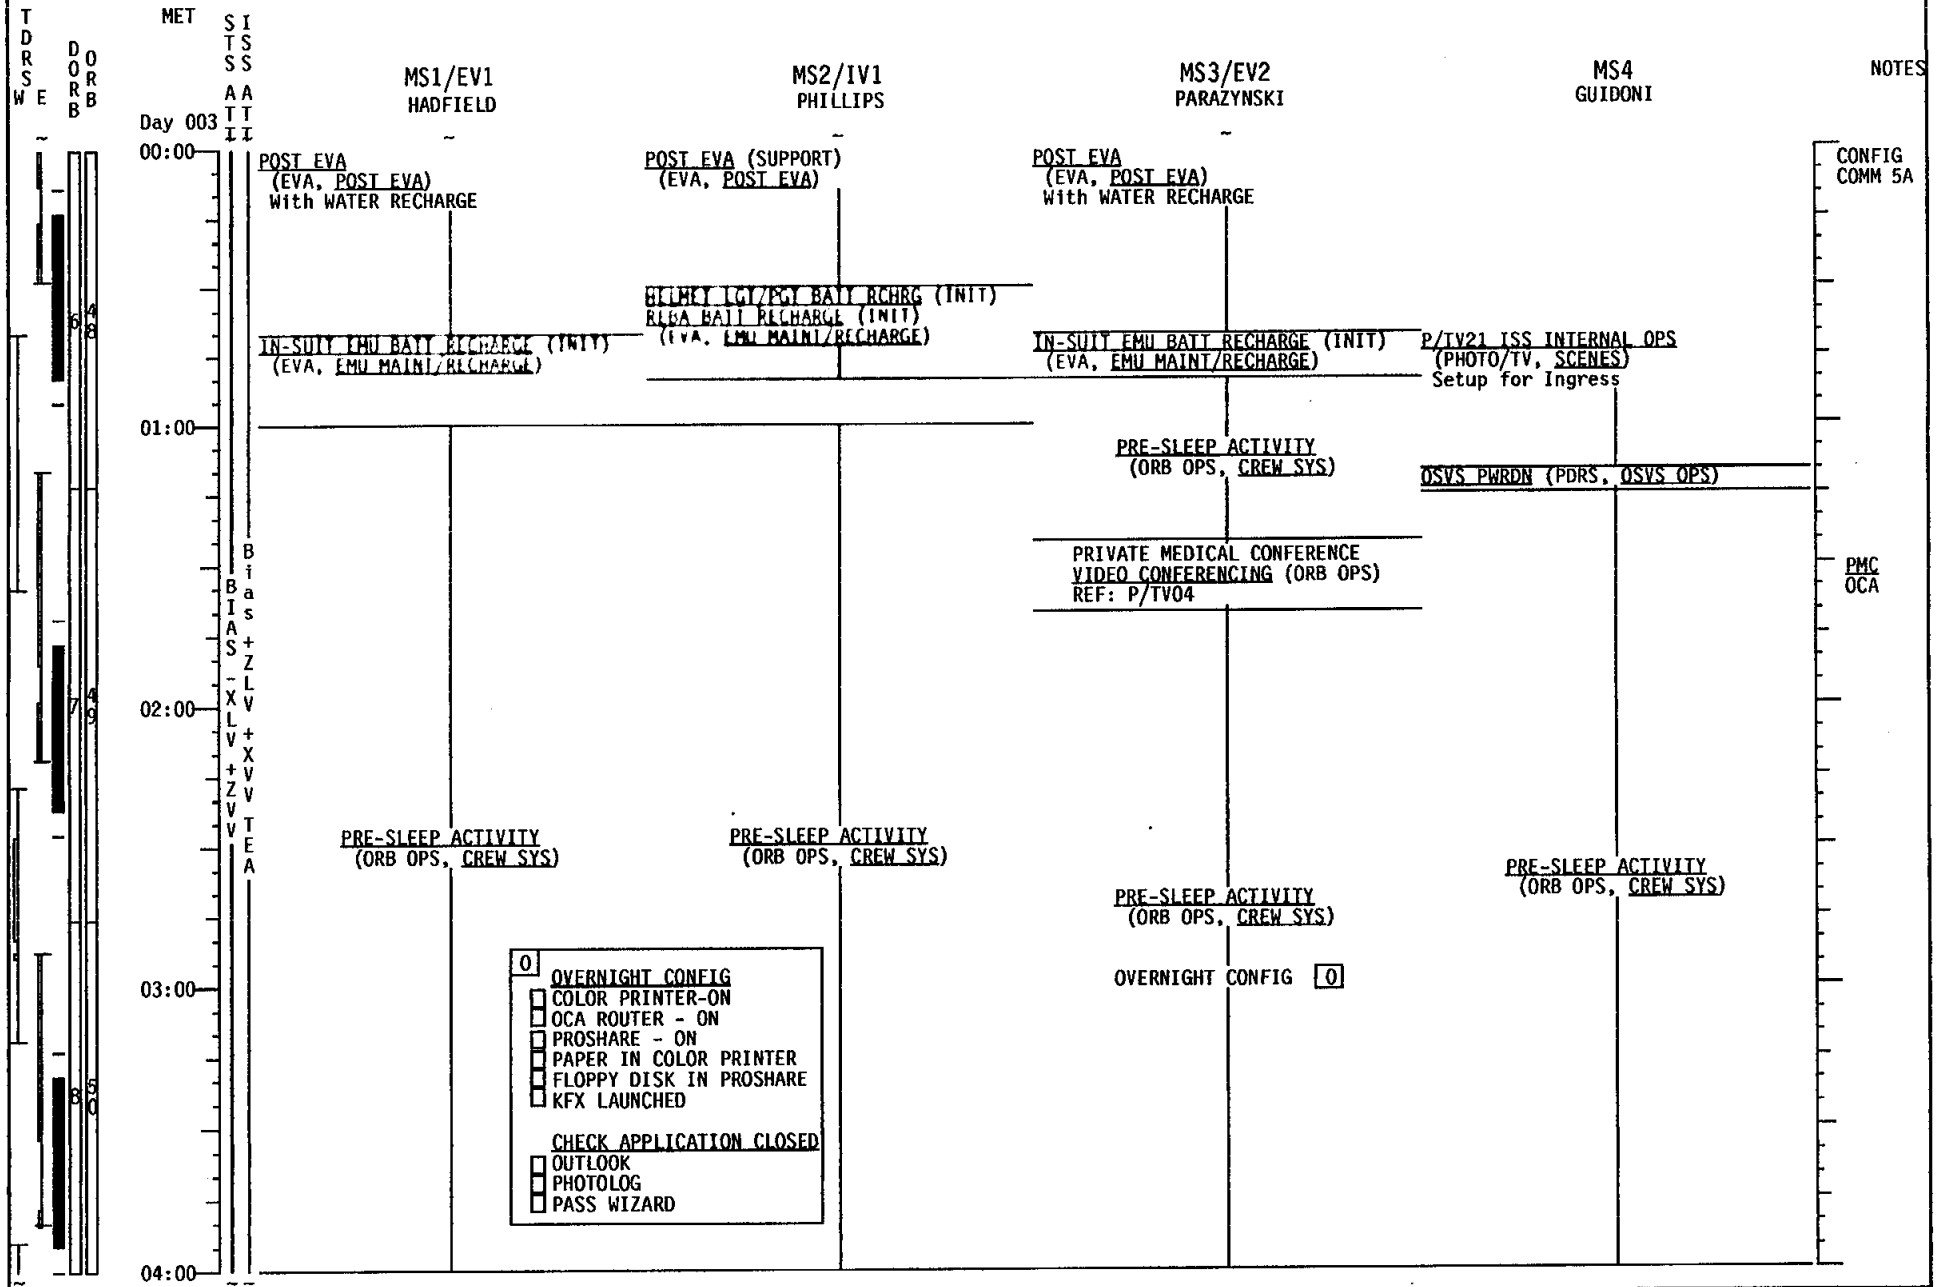 TDRS
W E
DORB
ORB
MET
STS ATT
ISS ATT
MS1/EV1
HADFIELD
MS2/IV1
PHILLIPS
MS3/EV2
PARAZYNSKI
MS4
GUIDONI
NOTES
Day 003
~ ~ ~ ~
00:00
POST EVA
(EVA, POST EVA)
With WATER RECHARGE
POST EVA (SUPPORT)
(EVA, POST EVA)
POST EVA
(EVA, POST EVA)
With WATER RECHARGE
CONFIG
COMM 5A
HELMET LGT/PGT BATT RCHRG (INIT)
REBA BATT RECHARGE (INIT)
(EVA, EMU MAINT/RECHARGE)
6
48
IN-SUIT EMU BATT RECHARGE (INIT)
(EVA, EMU MAINT/RECHARGE)
IN-SUIT EMU BATT RECHARGE (INIT)
(EVA, EMU MAINT/RECHARGE)
P/TV21 ISS INTERNAL OPS
(PHOTO/TV, SCENES)
Setup for Ingress
01:00
PRE-SLEEP ACTIVITY
(ORB OPS, CREW SYS)
OSVS PWRDN (PDRS, OSVS OPS)
PRIVATE MEDICAL CONFERENCE
VIDEO CONFERENCING (ORB OPS)
REF: P/TV04
PMC
OCA
BIAS -XLV +ZVV
Bias +ZLV +XVV TEA
7
49
02:00
PRE-SLEEP ACTIVITY
(ORB OPS, CREW SYS)
PRE-SLEEP ACTIVITY
(ORB OPS, CREW SYS)
PRE-SLEEP ACTIVITY
(ORB OPS, CREW SYS)
PRE-SLEEP ACTIVITY
(ORB OPS, CREW SYS)
03:00
OVERNIGHT CONFIG O
O
OVERNIGHT CONFIG
COLOR PRINTER-ON
OCA ROUTER - ON
PROSHARE - ON
PAPER IN COLOR PRINTER
FLOPPY DISK IN PROSHARE
KFX LAUNCHED
CHECK APPLICATION CLOSED
OUTLOOK
PHOTOLOG
PASS WIZARD
8
50
04:00